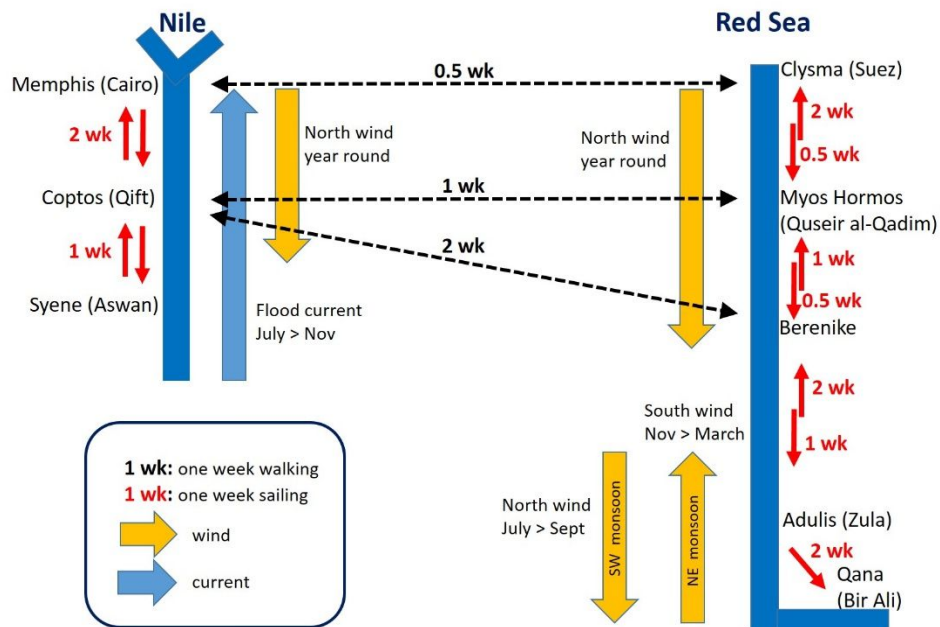 Nile
Red Sea
Memphis (Cairo)
0.5 wk
Clysma (Suez)
2 wk
North wind
year round
North wind
year round
2 wk
0.5 wk
Coptos (Qift)
1 wk
Myos Hormos
(Quseir al-Qadim)
1 wk
2 wk
1 wk
0.5 wk
Syene (Aswan)
Flood current
July > Nov
Berenike
South wind
Nov > March
2 wk
1 wk
North wind
July > Sept
SW monsoon
NE monsoon
1 wk: one week walking
1 wk: one week sailing
wind
current
Adulis (Zula)
2 wk
Qana
(Bir Ali)